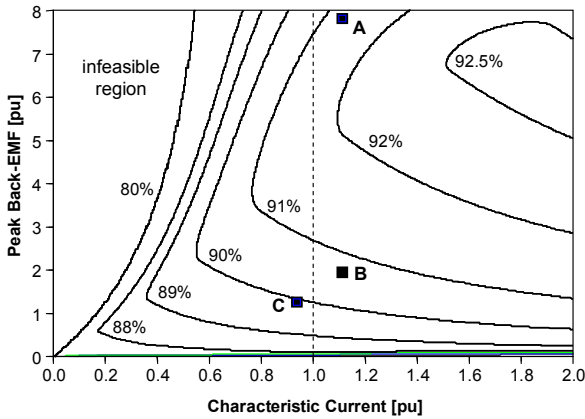 8
7
6
5
4
3
2
1
0
Peak Back-EMF [pu]
infeasible
region
A
92.5%
92%
80%
91%
90%
B
89%
C
88%
0.0 0.2 0.4 0.6 0.8 1.0 1.2 1.4 1.6 1.8 2.0
Characteristic Current [pu]